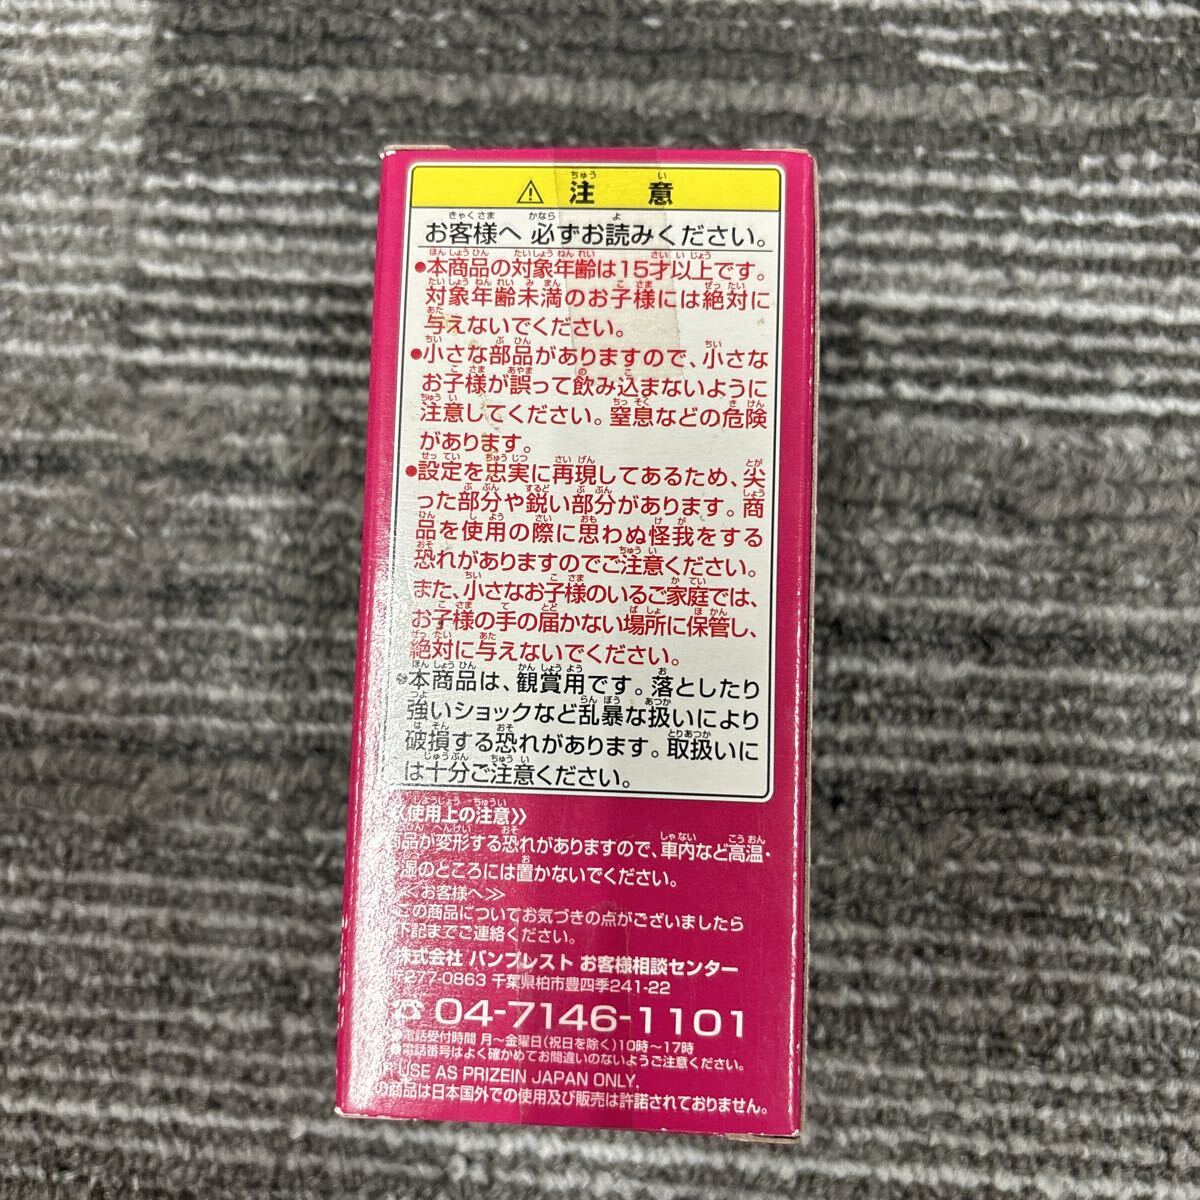 ⚠ 注意
お客様へ 必ずお読みください。
●本商品の対象年齢は15才以上です。
対象年齢未満のお子様には絶対に
与えないでください。
●小さな部品がありますので、小さな
お子様が誤って飲み込まないように
注意してください。窒息などの危険
があります。
●設定を忠実に再現してあるため、尖
った部分や鋭い部分があります。商
品を使用の際に思わぬ怪我をする
恐れがありますのでご注意ください。
また、小さなお子様のいるご家庭では、
お子様の手の届かない場所に保管し、
絶対に与えないでください。
●本商品は、観賞用です。落としたり
強いショックなど乱暴な扱いにより
破損する恐れがあります。取扱いに
は十分ご注意ください。
《使用上の注意》
商品が変形する恐れがありますので、車内など高温・
湿のところには置かないでください。
≪お客様へ≫
この商品についてお気づきの点がございましたら
下記までご連絡ください。
株式会社 バンプレスト お客様相談センター
〒277-0863 千葉県柏市豊四季241-22
☎ 04-7146-1101
●電話受付時間 月〜金曜日(祝日を除く)10時〜17時
●電話番号はよく確かめてお間違いのないようご注意ください。
USE AS PRIZEIN JAPAN ONLY.
の商品は日本国外での使用及び販売は許諾されておりません。